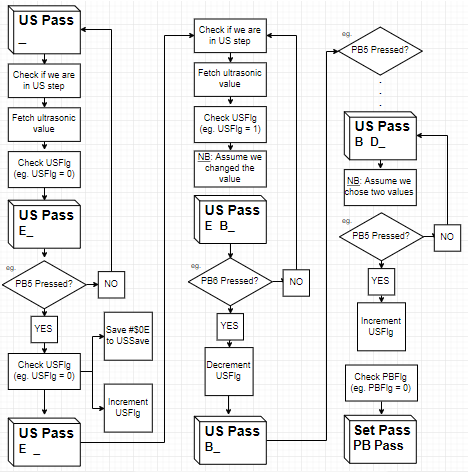 US Pass
_
Check if we are
in US step
Fetch ultrasonic
value
Check USFlg
(eg. USFlg = 0)
US Pass
E_
eg.
PB5 Pressed?
NO
YES
Check USFlg
(eg. USFlg = 0)
Save #$0E
to USSave
Increment
USFlg
US Pass
E _
Check if we are
in US step
Fetch ultrasonic
value
Check USFlg
(eg. USFlg = 1)
NB: Assume we
changed the
value
US Pass
E B_
eg.
PB6 Pressed?
NO
YES
Decrement
USFlg
US Pass
B_
eg.
PB5 Pressed?
.
.
.
US Pass
B D_
NB: Assume we
chose two values
eg.
PB5 Pressed?
NO
YES
Increment
USFlg
Check PBFlg
(eg. PBFlg = 0)
Set Pass
PB Pass